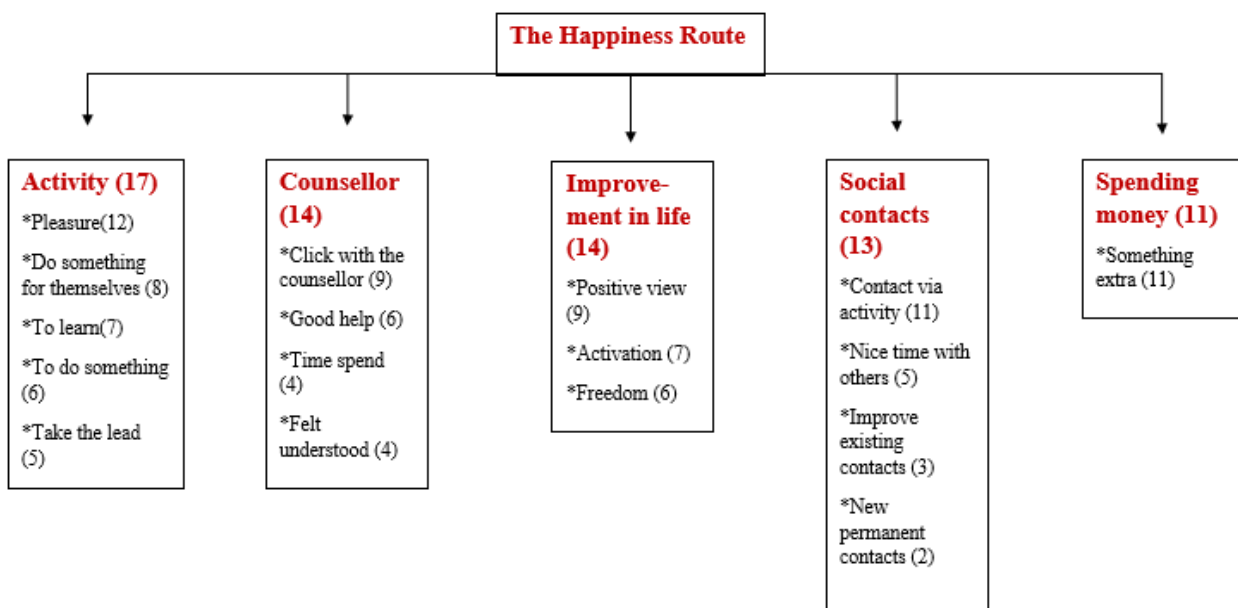 The Happiness Route
Activity (17)
*Pleasure(12)
*Do something
for themselves (8)
*To learn(7)
*To do something
(6)
*Take the lead
(5)
Counsellor
(14)
*Click with the
counsellor (9)
*Good help (6)
*Time spend
(4)
*Felt
understood (4)
Improve-
ment in life
(14)
*Positive view
(9)
*Activation (7)
*Freedom (6)
Social
contacts
(13)
*Contact via
activity (11)
*Nice time with
others (5)
*Improve
existing
contacts (3)
*New
permanent
contacts (2)
Spending
money (11)
*Something
extra (11)